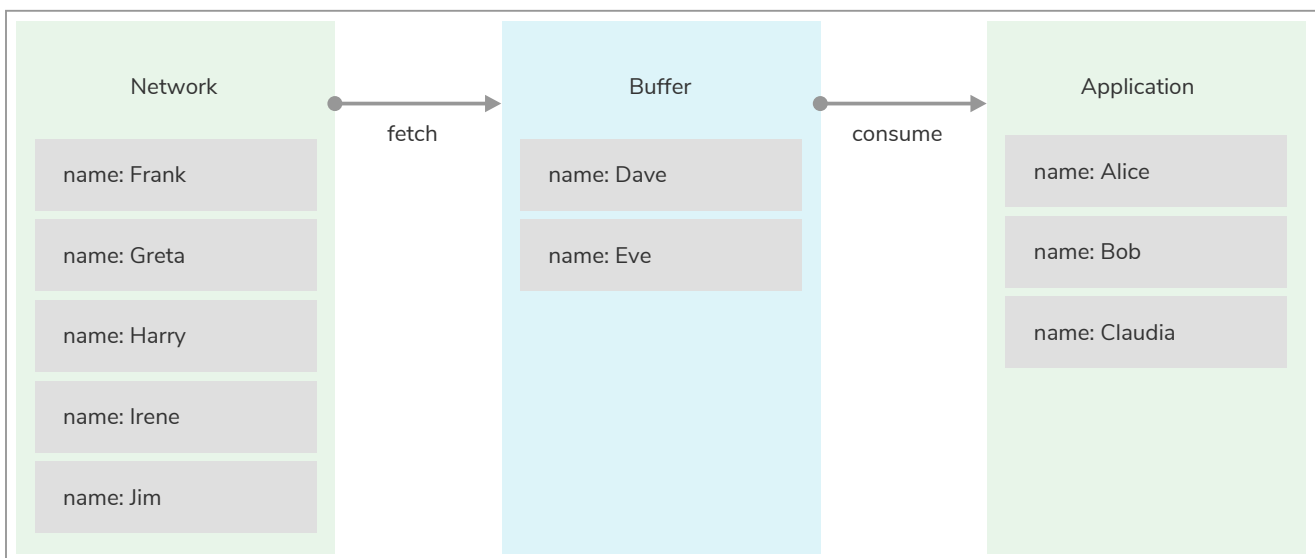 Network
fetch
Buffer
consume
Application
name: Frank
name: Greta
name: Harry
name: Irene
name: Jim
name: Dave
name: Eve
name: Alice
name: Bob
name: Claudia